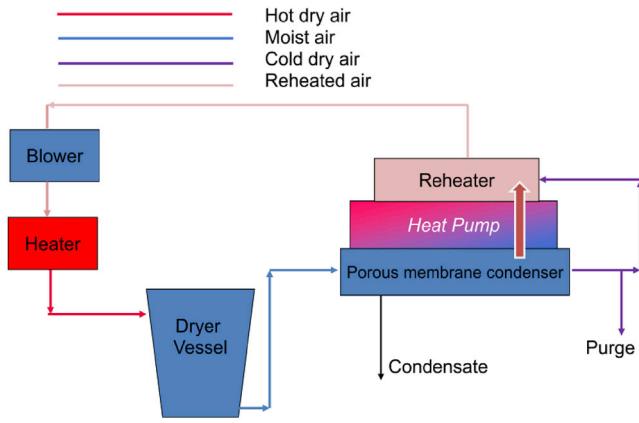 Hot dry air
Moist air
Cold dry air
Reheated air
Blower
Reheater
Heater
Heat Pump
Porous membrane condenser
Dryer
Vessel
Purge
Condensate